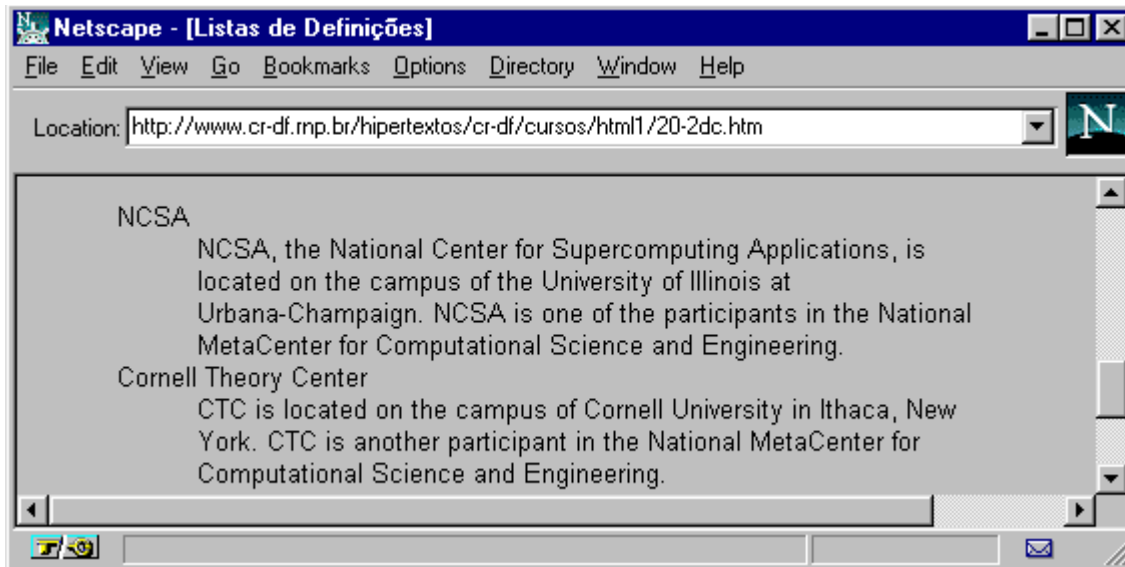 Netscape - [Listas de Definições]
File Edit View Go Bookmarks Options Directory Window Help
Location: http://www.cr-df.rnp.br/hipertextos/cr-df/cursos/html1/20-2dc.htm
N
NCSA
NCSA, the National Center for Supercomputing Applications, is
located on the campus of the University of Illinois at
Urbana-Champaign. NCSA is one of the participants in the National
MetaCenter for Computational Science and Engineering.
Cornell Theory Center
CTC is located on the campus of Cornell University in Ithaca, New
York. CTC is another participant in the National MetaCenter for
Computational Science and Engineering.